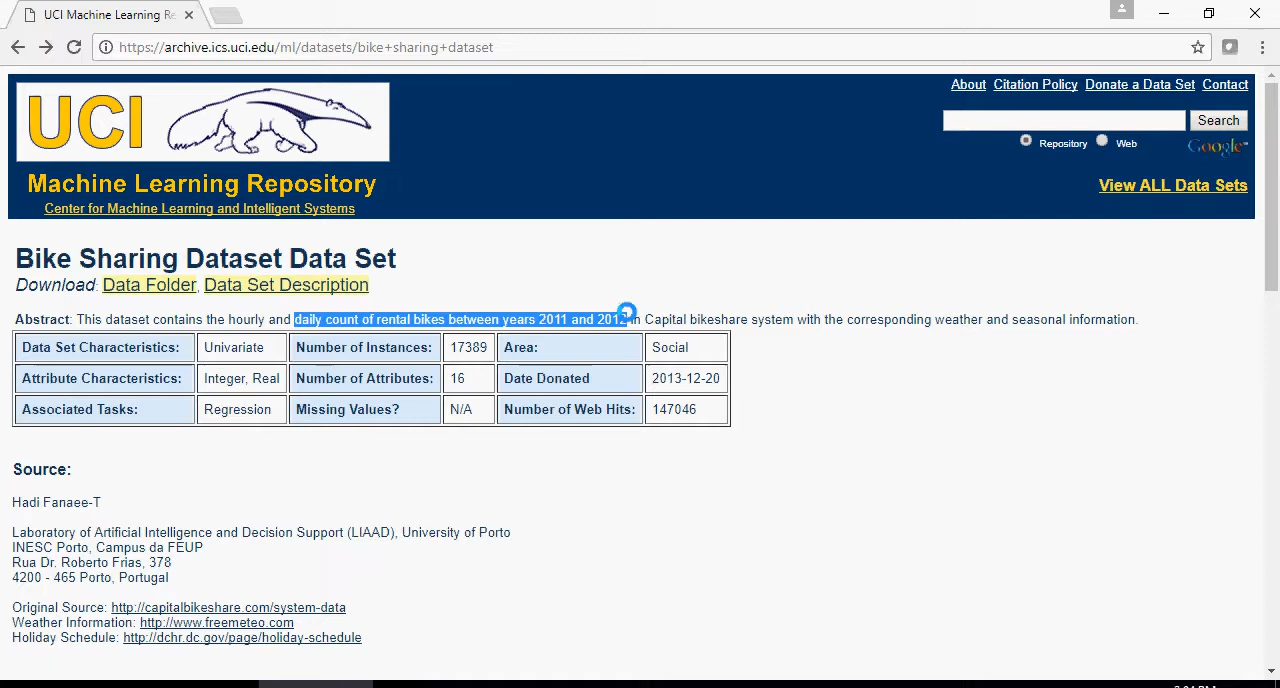 UCI Machine Learning Re
https://archive.ics.uci.edu/ml/datasets/bike+sharing+dataset
About Citation Policy Donate a Data Set Contact
UCI
Search
Repository Web Google™
Machine Learning Repository
View ALL Data Sets
Center for Machine Learning and Intelligent Systems
Bike Sharing Dataset Data Set
Download: Data Folder, Data Set Description
Abstract: This dataset contains the hourly and daily count of rental bikes between years 2011 and 2012 in Capital bikeshare system with the corresponding weather and seasonal information.
Data Set Characteristics: Univariate Number of Instances: 17389 Area: Social
Attribute Characteristics: Integer, Real Number of Attributes: 16 Date Donated 2013-12-20
Associated Tasks: Regression Missing Values? N/A Number of Web Hits: 147046
Source:
Hadi Fanaee-T
Laboratory of Artificial Intelligence and Decision Support (LIAAD), University of Porto
INESC Porto, Campus da FEUP
Rua Dr. Roberto Frias, 378
4200 - 465 Porto, Portugal
Original Source: http://capitalbikeshare.com/system-data
Weather Information: http://www.freemeteo.com
Holiday Schedule: http://dchr.dc.gov/page/holiday-schedule